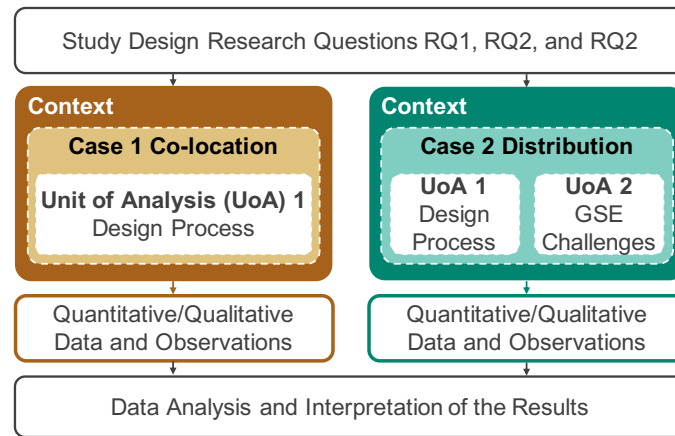 Study Design Research Questions RQ1, RQ2, and RQ2
Context
Case 1 Co-location
Unit of Analysis (UoA) 1
Design Process
Context
Case 2 Distribution
UoA 1
Design
Process
UoA 2
GSE
Challenges
Quantitative/Qualitative
Data and Observations
Quantitative/Qualitative
Data and Observations
Data Analysis and Interpretation of the Results